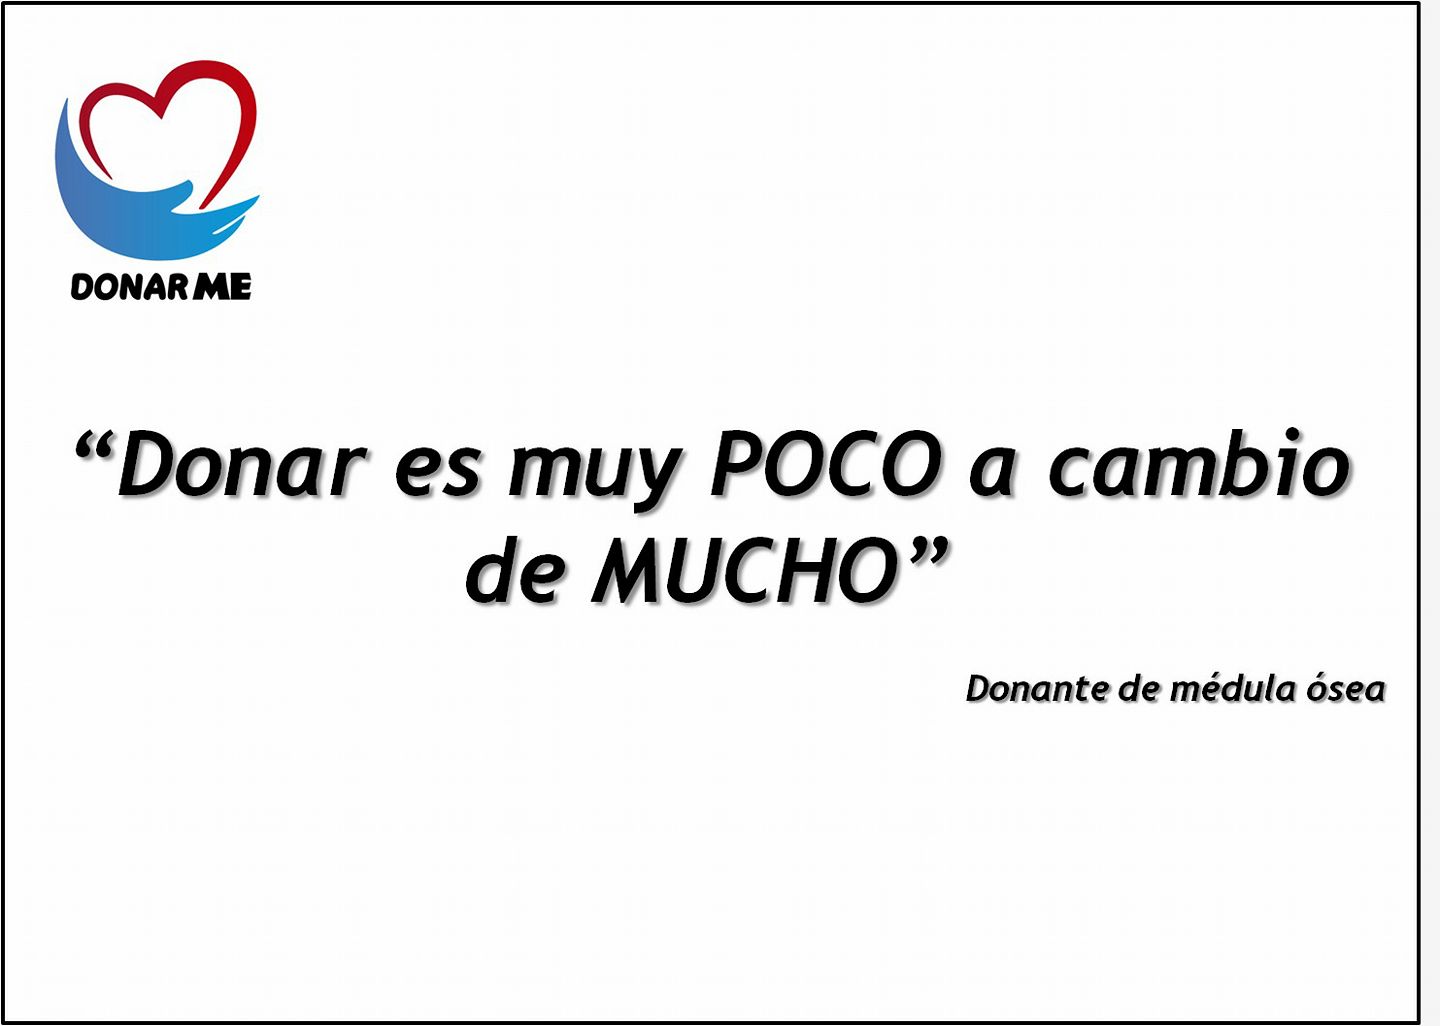 DONAR ME
“Donar es muy POCO a cambio
de MUCHO”
Donante de médula ósea